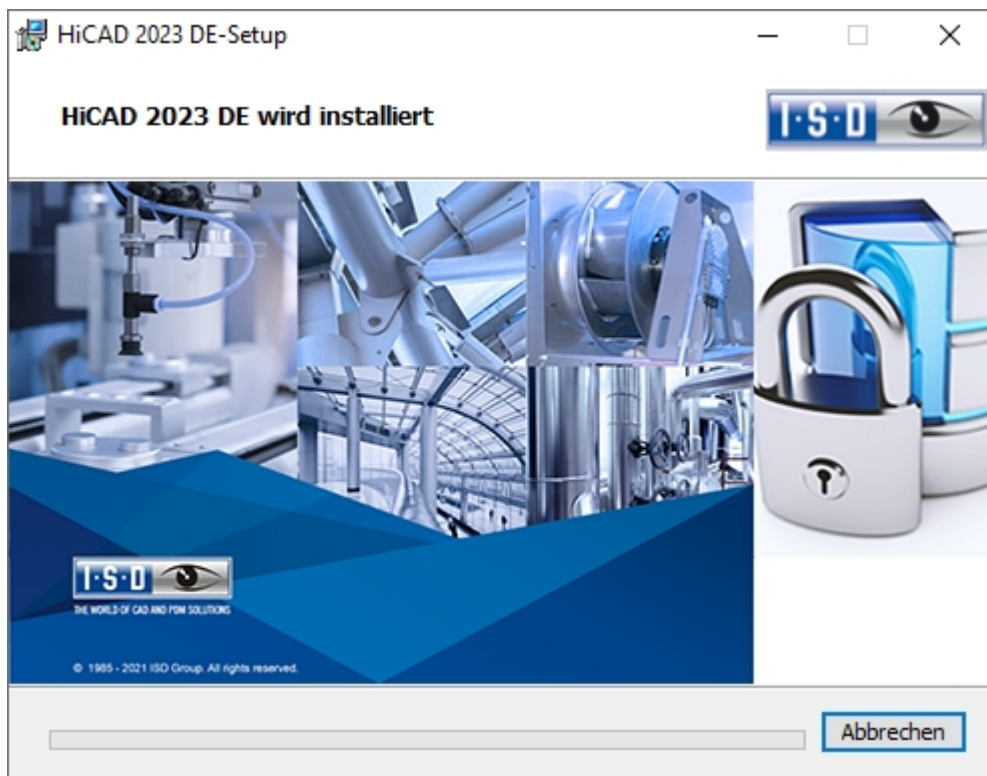 HiCAD 2023 DE-Setup
HiCAD 2023 DE wird installiert
I·S·D
I·S·D
THE WORLD OF CAD AND PDM SOLUTIONS
© 1985 - 2021 ISD Group. All rights reserved.
Abbrechen